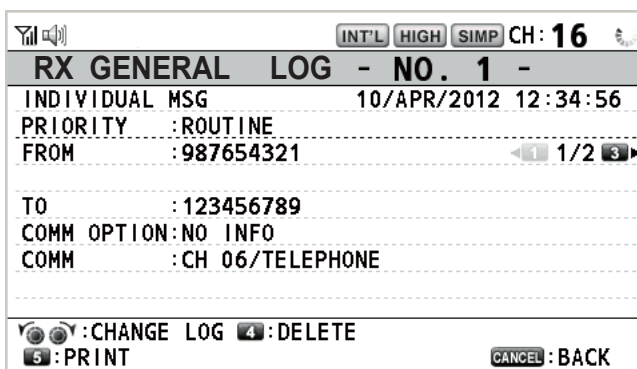 INT'L HIGH SIMP CH: 16
RX GENERAL LOG - NO. 1 -
INDIVIDUAL MSG 10/APR/2012 12:34:56
PRIORITY :ROUTINE
FROM :987654321 1 1/2 3
TO :123456789
COMM OPTION:NO INFO
COMM :CH 06/TELEPHONE
:CHANGE LOG 4:DELETE
5:PRINT CANCEL:BACK